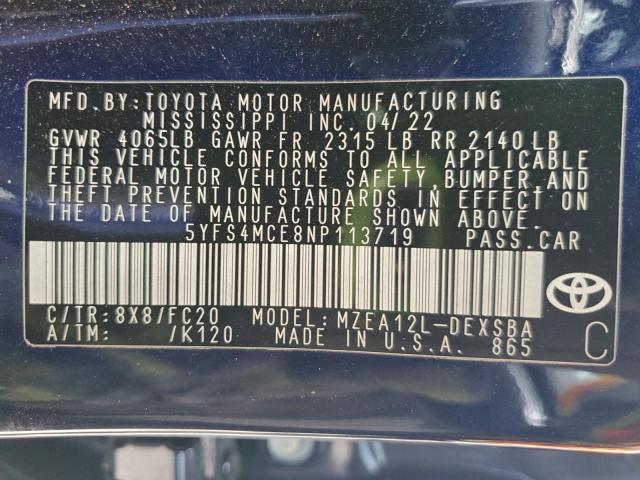 MFD.BY:TOYOTA MOTOR MANUFACTURING
MISSISSIPPI INC. 04/22
GVWR 4065LB GAWR FR 2315 LB RR 2140 LB
THIS VEHICLE CONFORMS TO ALL APPLICABLE
FEDERAL MOTOR VEHICLE SAFETY,BUMPER,AND
THEFT PREVENTION STANDARDS IN EFFECT ON
THE DATE OF MANUFACTURE SHOWN ABOVE.
5YFS4MCE8NP113719 PASS.CAR
C/TR:8X8/FC20 MODEL:MZEA12L-DEXSBA
A/TM: /K120 MADE IN U.S.A. 865
C